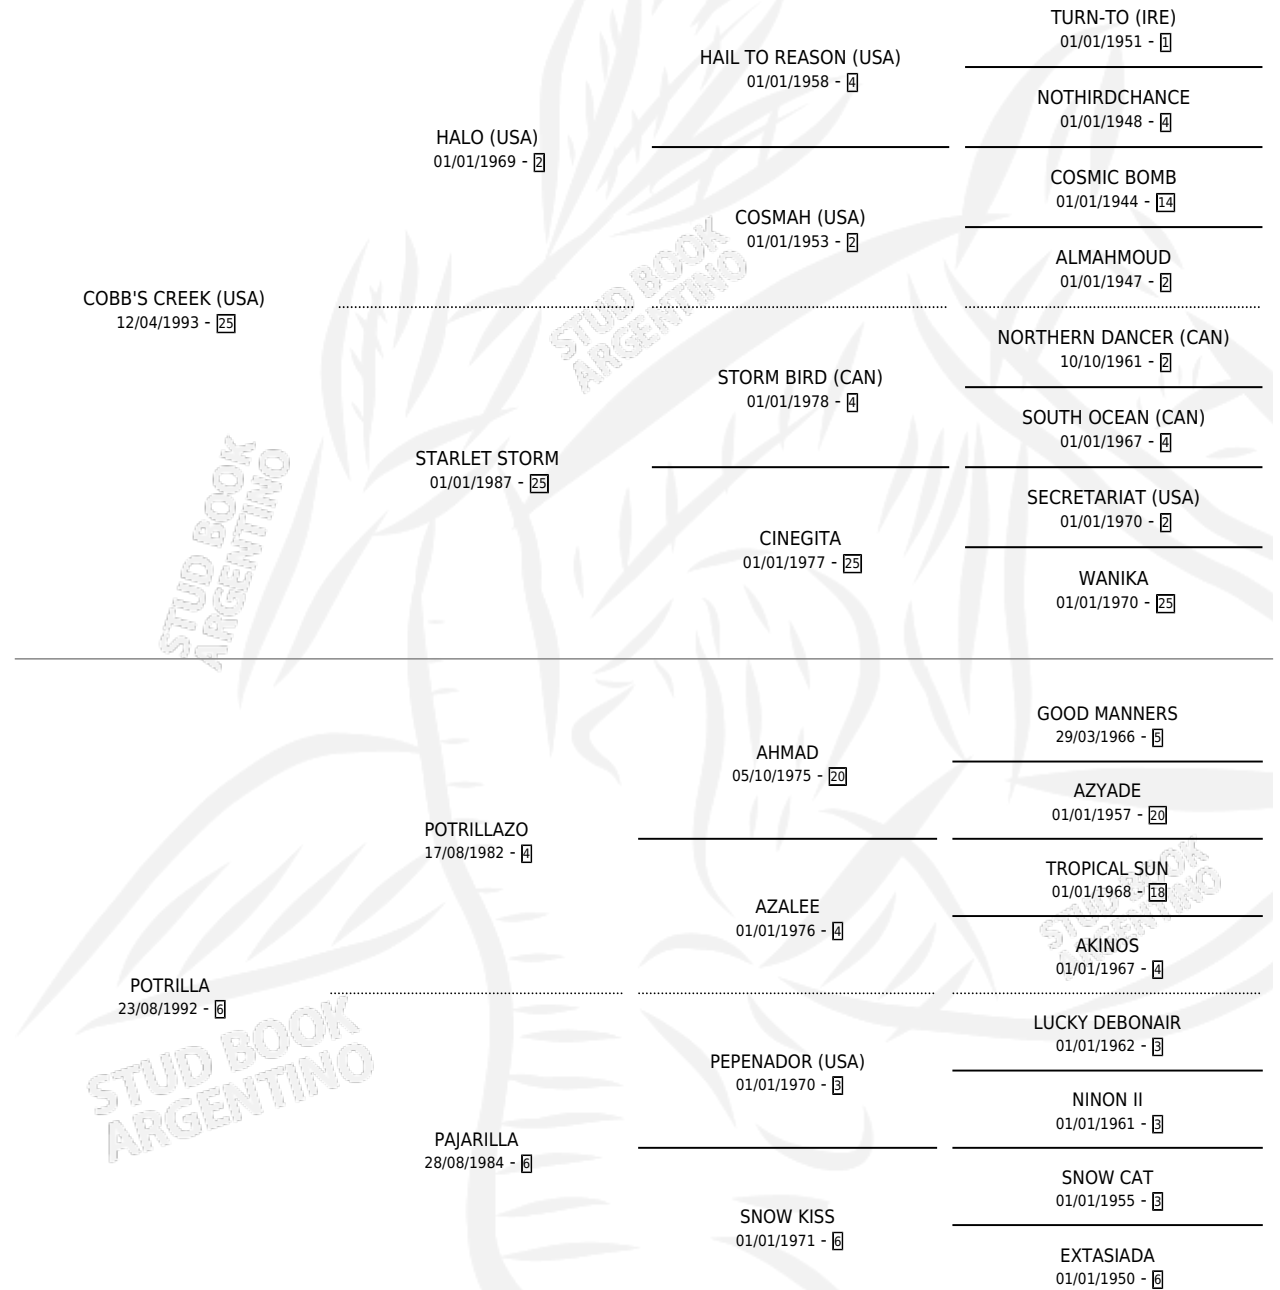 TURN-TO (IRE)
01/01/1951 - 1
HAIL TO REASON (USA)
01/01/1958 - 4
NOTHIRDCHANCE
01/01/1948 - 4
HALO (USA)
01/01/1969 - 2
COSMIC BOMB
01/01/1944 - 14
COSMAH (USA)
01/01/1953 - 2
ALMAHMOUD
01/01/1947 - 2
COBB'S CREEK (USA)
12/04/1993 - 25
NORTHERN DANCER (CAN)
10/10/1961 - 2
STORM BIRD (CAN)
01/01/1978 - 4
SOUTH OCEAN (CAN)
01/01/1967 - 4
STARLET STORM
01/01/1987 - 25
SECRETARIAT (USA)
01/01/1970 - 2
CINEGITA
01/01/1977 - 25
WANIKA
01/01/1970 - 25
GOOD MANNERS
29/03/1966 - 5
AHMAD
05/10/1975 - 20
AZYADE
01/01/1957 - 20
POTRILLAZO
17/08/1982 - 4
TROPICAL SUN
01/01/1968 - 18
AZALEE
01/01/1976 - 4
AKINOS
01/01/1967 - 4
POTRILLA
23/08/1992 - 6
LUCKY DEBONAIR
01/01/1962 - 3
PEPENADOR (USA)
01/01/1970 - 3
NINON II
01/01/1961 - 3
PAJARILLA
28/08/1984 - 6
SNOW CAT
01/01/1955 - 3
SNOW KISS
01/01/1971 - 6
EXTASIADA
01/01/1950 - 6
STUD BOOK
ARGENTINO
STUD BOOK
ARGENTINO
STUD BOOK
ARGENTINO
STUD BOOK
ARGENTINO